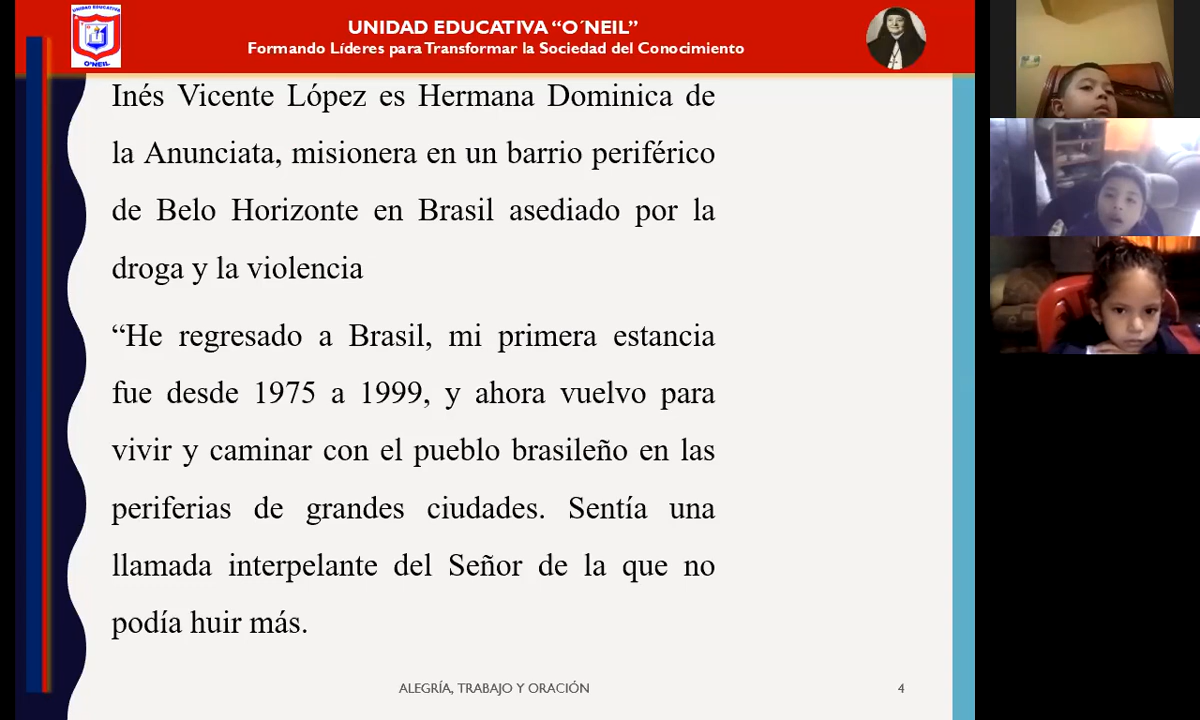 UNIDAD EDUCATIVA
O'NEIL
UNIDAD EDUCATIVA “O´NEIL”
Formando Líderes para Transformar la Sociedad del Conocimiento
Inés Vicente López es Hermana Dominica de
la Anunciata, misionera en un barrio periférico
de Belo Horizonte en Brasil asediado por la
droga y la violencia
“He regresado a Brasil, mi primera estancia
fue desde 1975 a 1999, y ahora vuelvo para
vivir y caminar con el pueblo brasileño en las
periferias de grandes ciudades. Sentía una
llamada interpelante del Señor de la que no
podía huir más.
ALEGRÍA, TRABAJO Y ORACIÓN
4